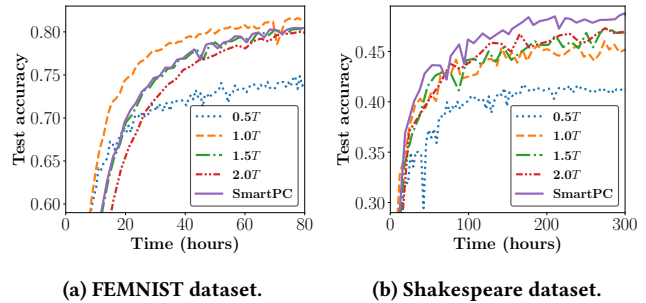 Test accuracy
0.80
0.75
0.70
0.65
0.60
0.5T
1.0T
1.5T
2.0T
SmartPC
0 20 40 60 80
Time (hours)
(a) FEMNIST dataset.
Test accuracy
0.45
0.40
0.35
0.30
0.5T
1.0T
1.5T
2.0T
SmartPC
0 100 200 300
Time (hours)
(b) Shakespeare dataset.